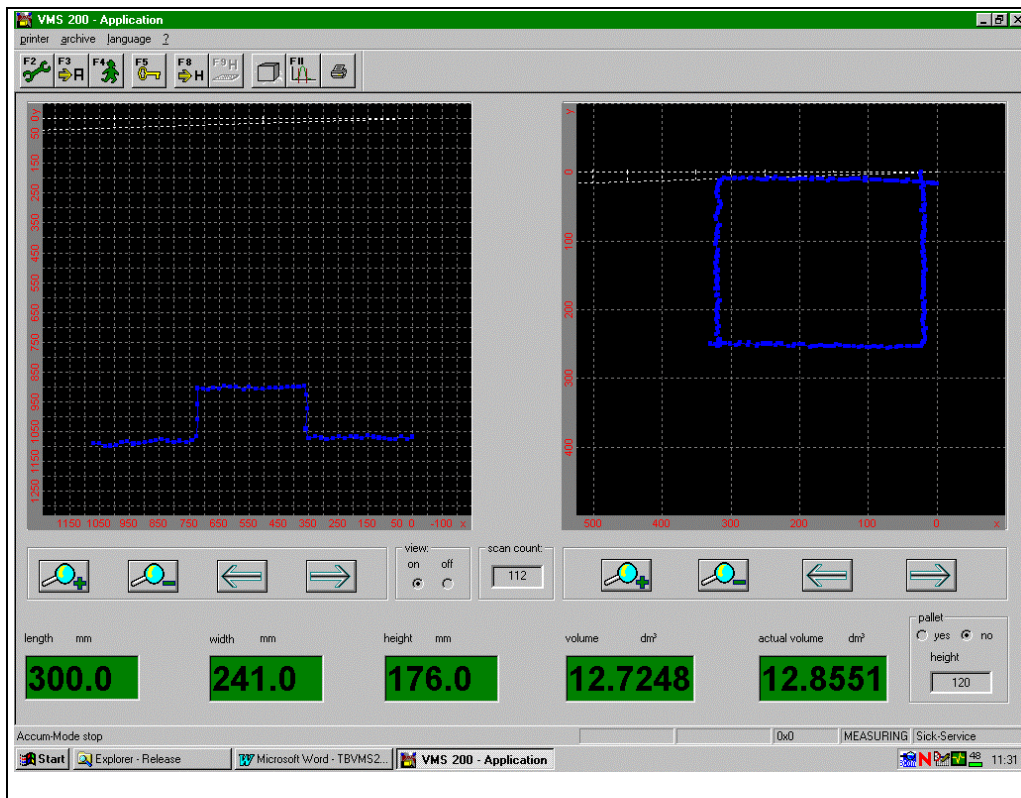 VMS 200 - Application
printer archive language ?
F2 F3 A F4 F5 F8 H F9 H F11
0y 50 150 250 350 450 550 650 750 850 950 1050 1150 1250
1150 1050 950 850 750 650 550 450 350 250 150 50 0 -100 x
y 0 100 200 300 400
500 400 300 200 100 0 x
view: on off
scan count: 112
length mm width mm height mm volume dm³ actual volume dm³
300.0 241.0 176.0 12.7248 12.8551
pallet
yes no
height
120
Accum-Mode stop 0x0 MEASURING Sick-Service
Start Explorer - Release Microsoft Word - TBVMS2... VMS 200 - Application 48 11:31